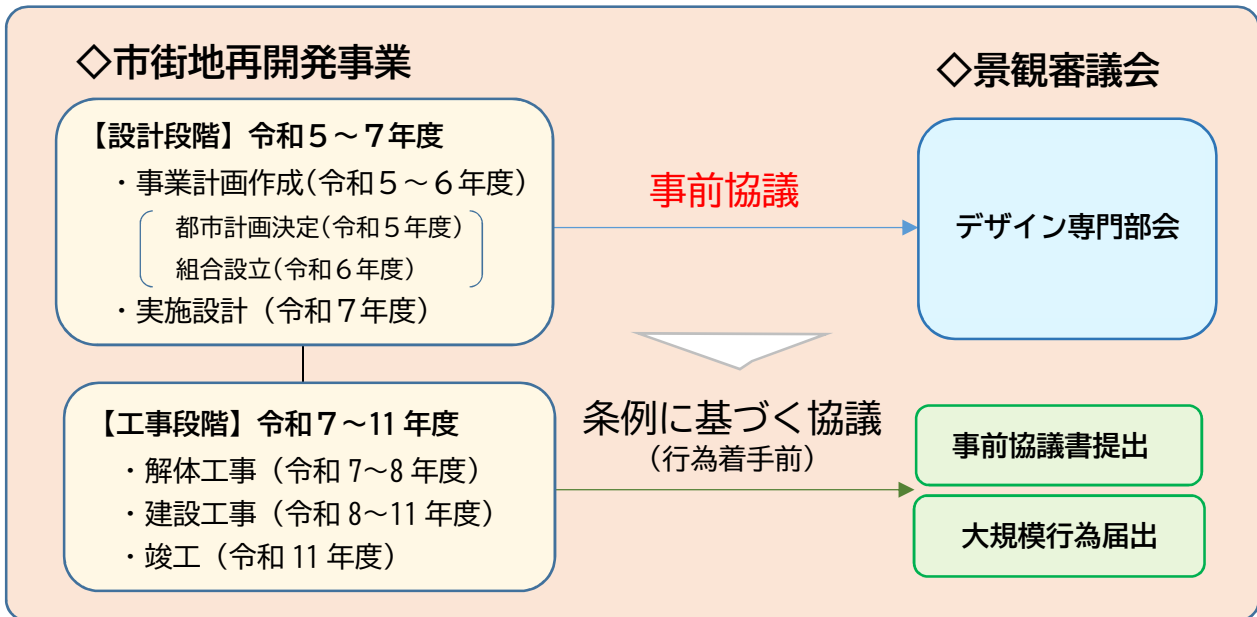 ◇市街地再開発事業
【設計段階】令和５～７年度
・事業計画作成(令和５～６年度)
都市計画決定(令和５年度)
組合設立(令和６年度)
・実施設計（令和７年度）
【工事段階】令和７～11年度
・解体工事（令和7～8年度）
・建設工事（令和8～11年度）
・竣工（令和11年度）
事前協議
条例に基づく協議
（行為着手前）
◇景観審議会
デザイン専門部会
事前協議書提出
大規模行為届出